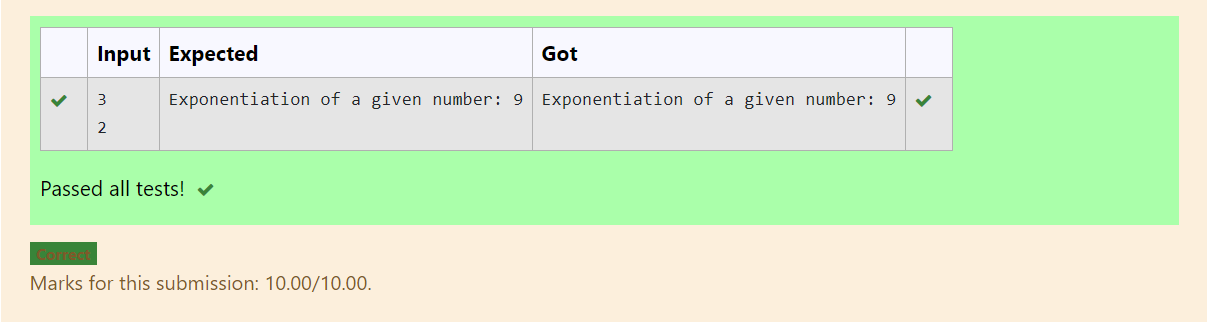 Input Expected Got
3 Exponentiation of a given number: 9 Exponentiation of a given number: 9
2
Passed all tests!
Correct
Marks for this submission: 10.00/10.00.